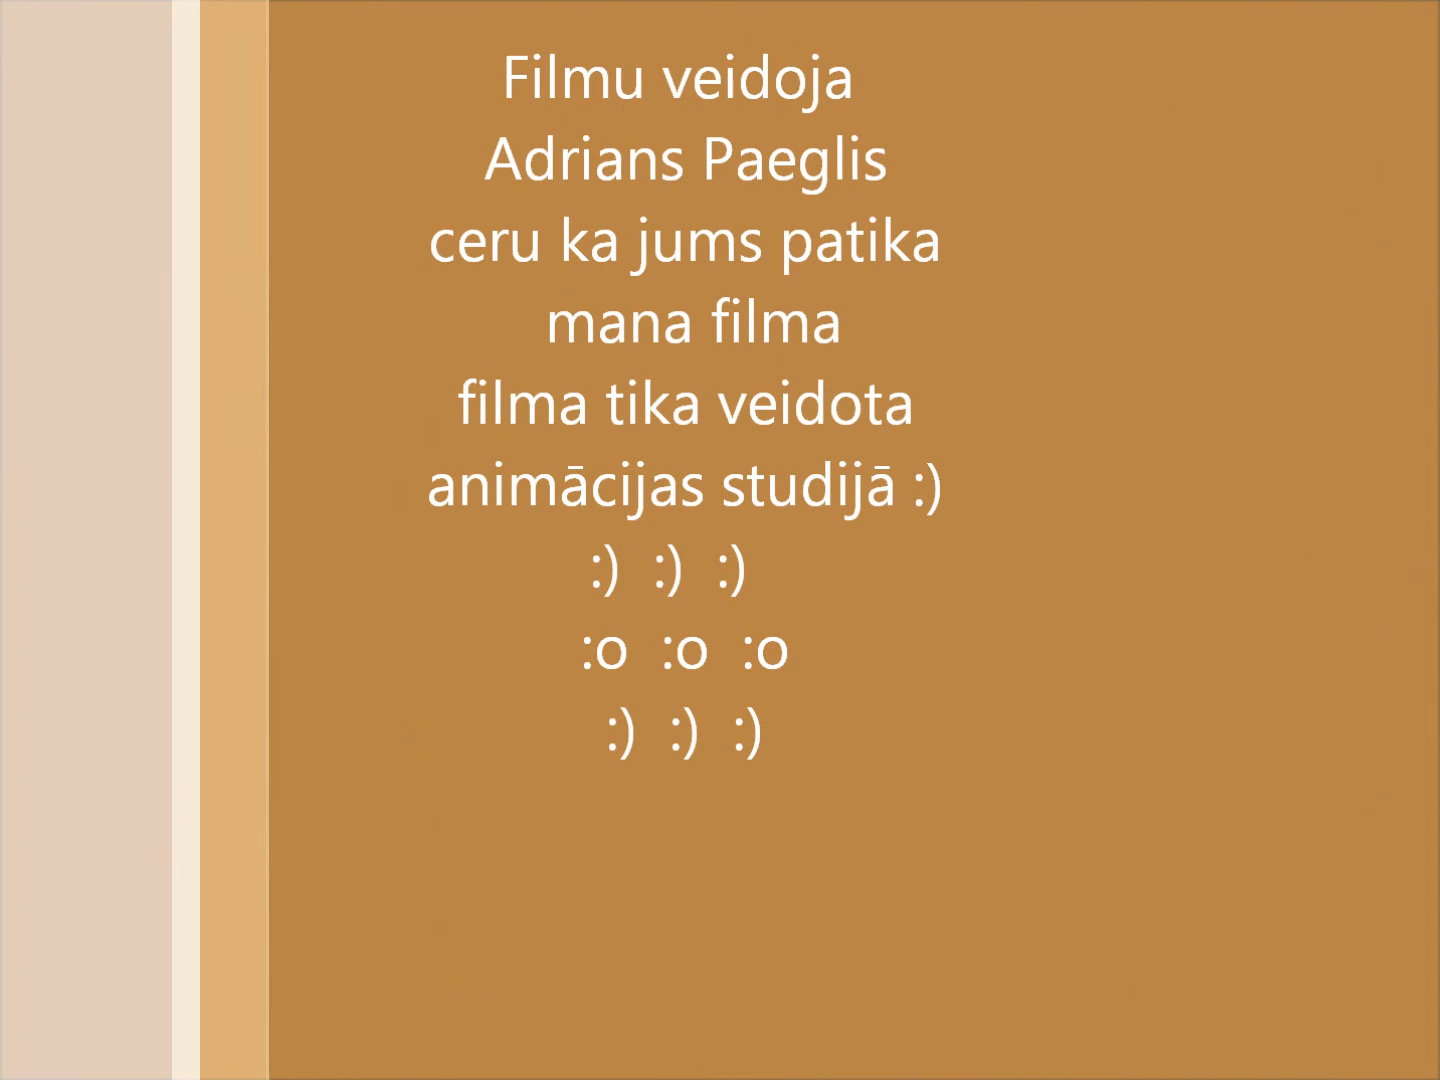 Filmu veidoja
Adrians Paeglis
ceru ka jums patika
mana filma
filma tika veidota
animācijas studijā :)
:) :) :)
:o :o :o
:) :) :)